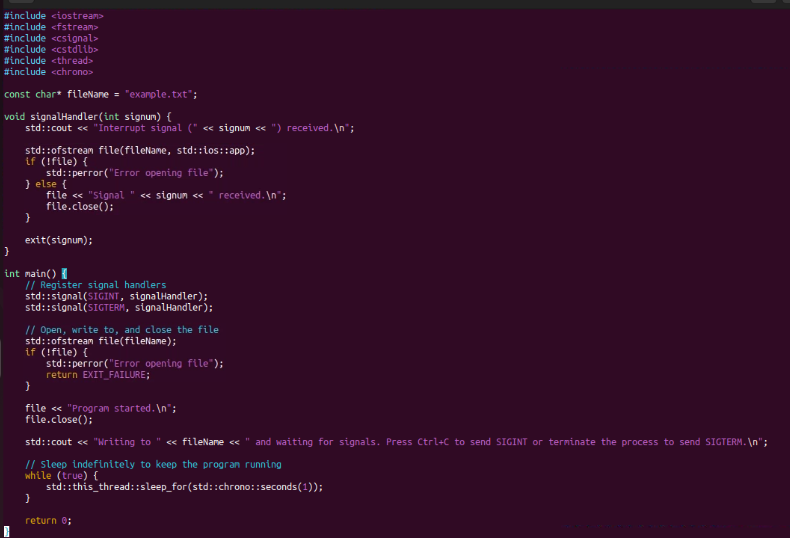 #include <iostream>
#include <fstream>
#include <csignal>
#include <cstdlib>
#include <thread>
#include <chrono>

const char* fileName = "example.txt";

void signalHandler(int signum) {
    std::cout << "Interrupt signal (" << signum << ") received.\n";

    std::ofstream file(fileName, std::ios::app);
    if (!file) {
        std::perror("Error opening file");
    } else {
        file << "Signal " << signum << " received.\n";
        file.close();
    }

    exit(signum);
}

int main() {
    // Register signal handlers
    std::signal(SIGINT, signalHandler);
    std::signal(SIGTERM, signalHandler);

    // Open, write to, and close the file
    std::ofstream file(fileName);
    if (!file) {
        std::perror("Error opening file");
        return EXIT_FAILURE;
    }

    file << "Program started.\n";
    file.close();

    std::cout << "Writing to " << fileName << " and waiting for signals. Press Ctrl+C to send SIGINT or terminate the process to send SIGTERM.\n";

    // Sleep indefinitely to keep the program running
    while (true) {
        std::this_thread::sleep_for(std::chrono::seconds(1));
    }

    return 0;
}